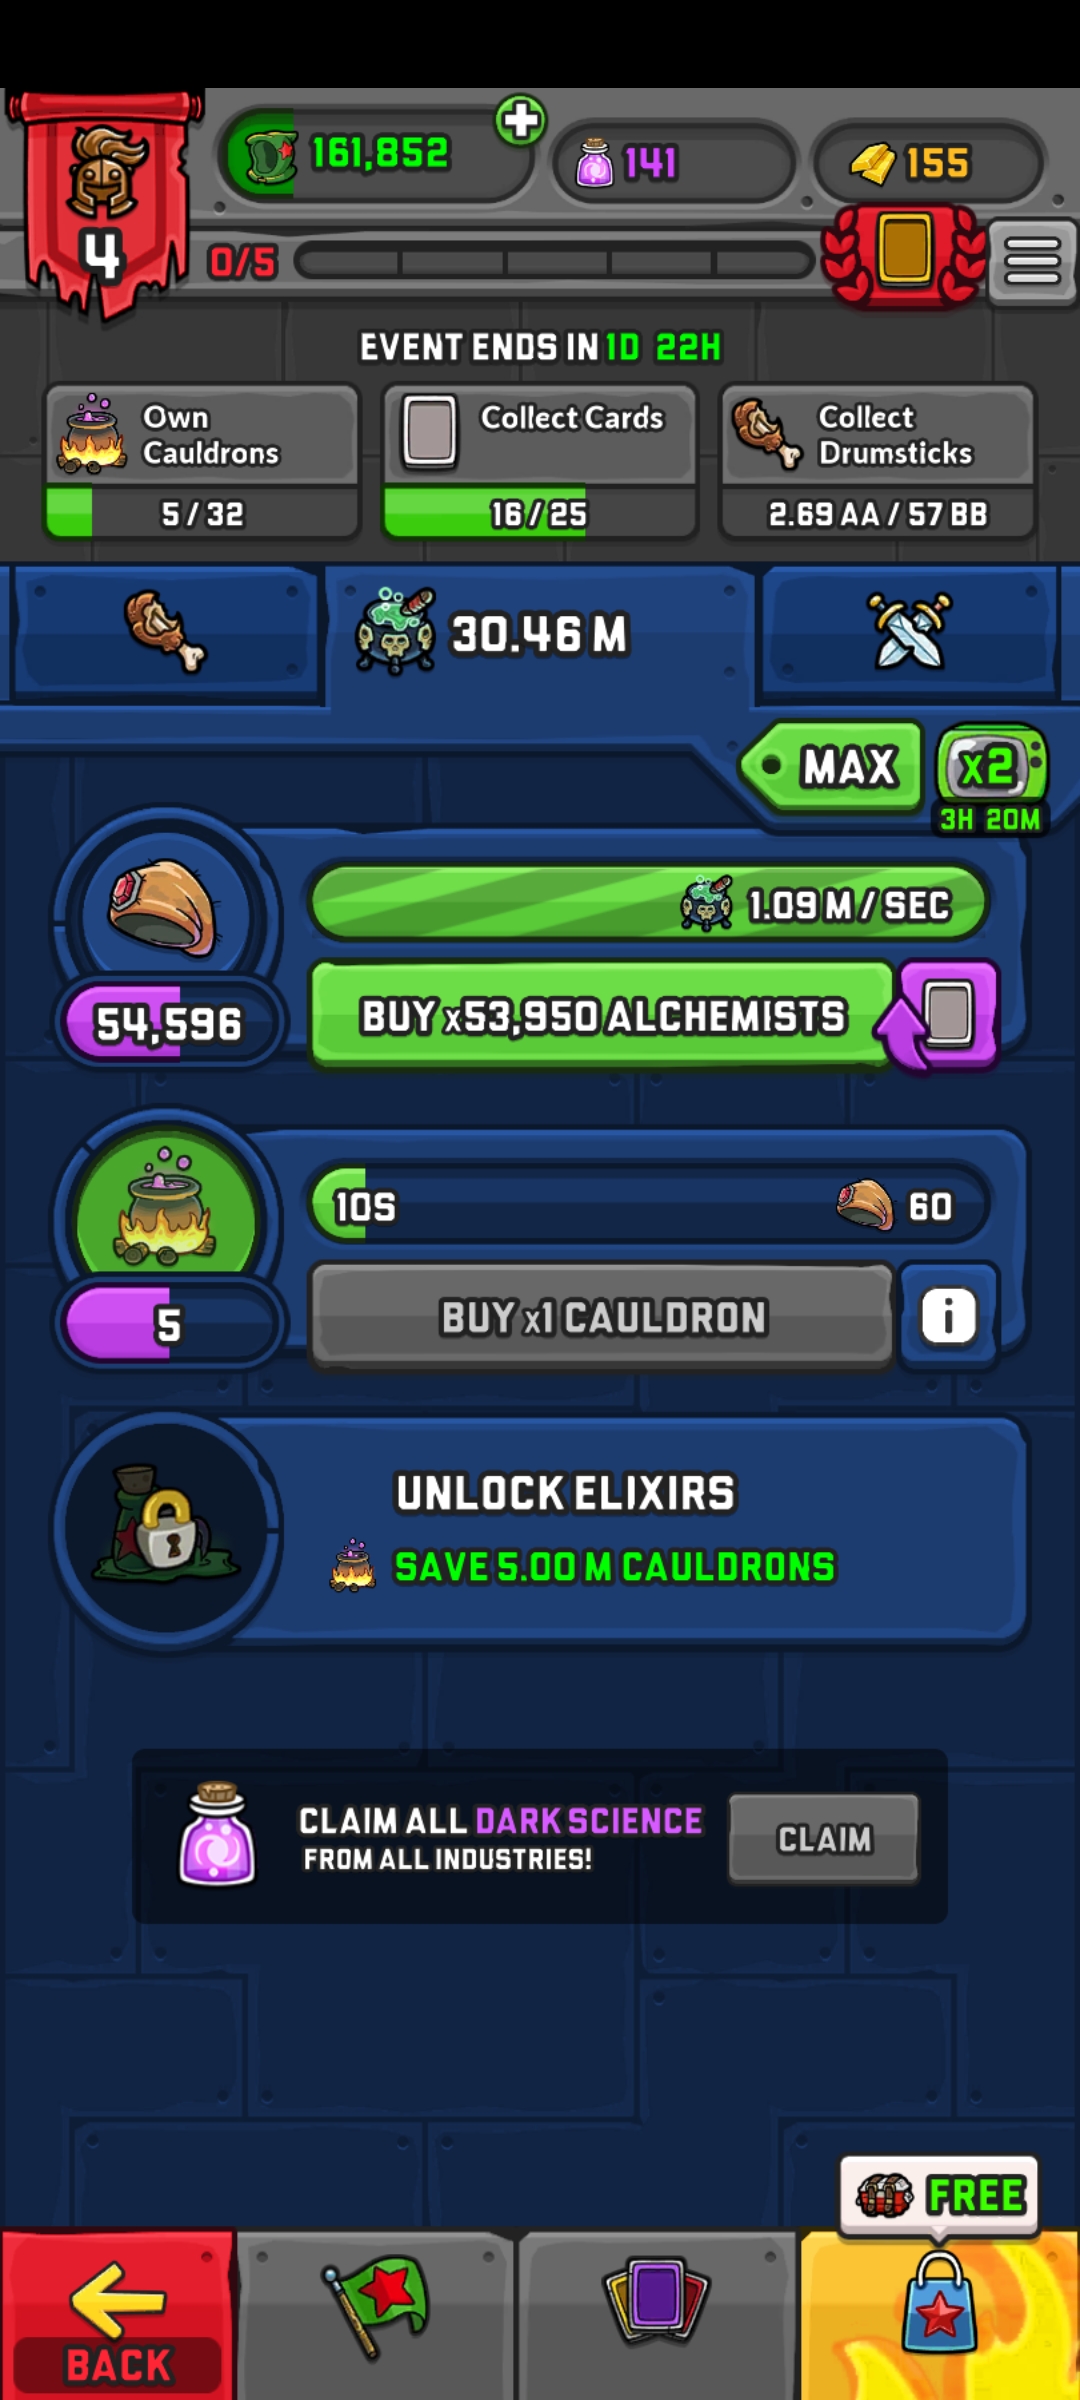 161,852
141
155
4
0/5
EVENT ENDS IN 1D 22H
Own
Cauldrons
5 / 32
Collect Cards
16 / 25
Collect
Drumsticks
2.69 AA / 57 BB
30.46 M
MAX
x2
3H 20M
1.09 M / SEC
54,596
BUY x53,950 ALCHEMISTS
10S
60
5
BUY x1 CAULDRON
i
UNLOCK ELIXIRS
SAVE 5.00 M CAULDRONS
CLAIM ALL DARK SCIENCE
FROM ALL INDUSTRIES!
CLAIM
FREE
BACK